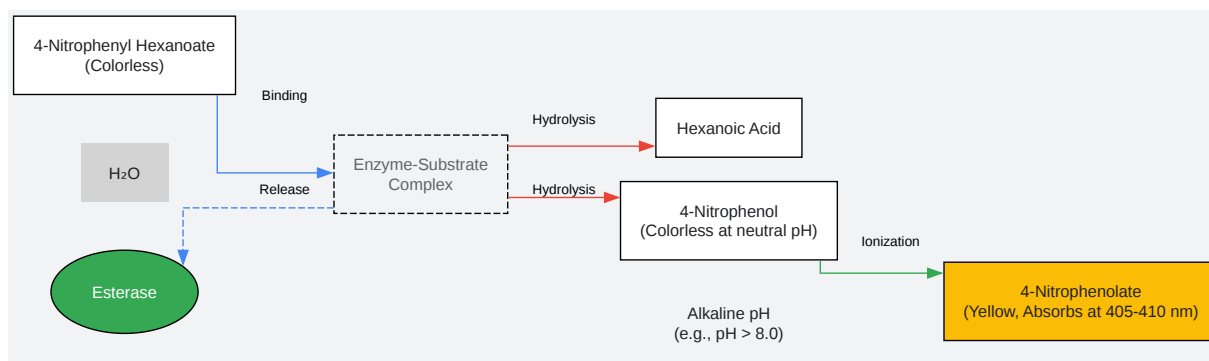 4-Nitrophenyl Hexanoate
(Colorless)
Binding
H₂O
Release
Esterase
Enzyme-Substrate
Complex
Hydrolysis
Hydrolysis
Hexanoic Acid
4-Nitrophenol
(Colorless at neutral pH)
Ionization
Alkaline pH
(e.g., pH > 8.0)
4-Nitrophenolate
(Yellow, Absorbs at 405-410 nm)